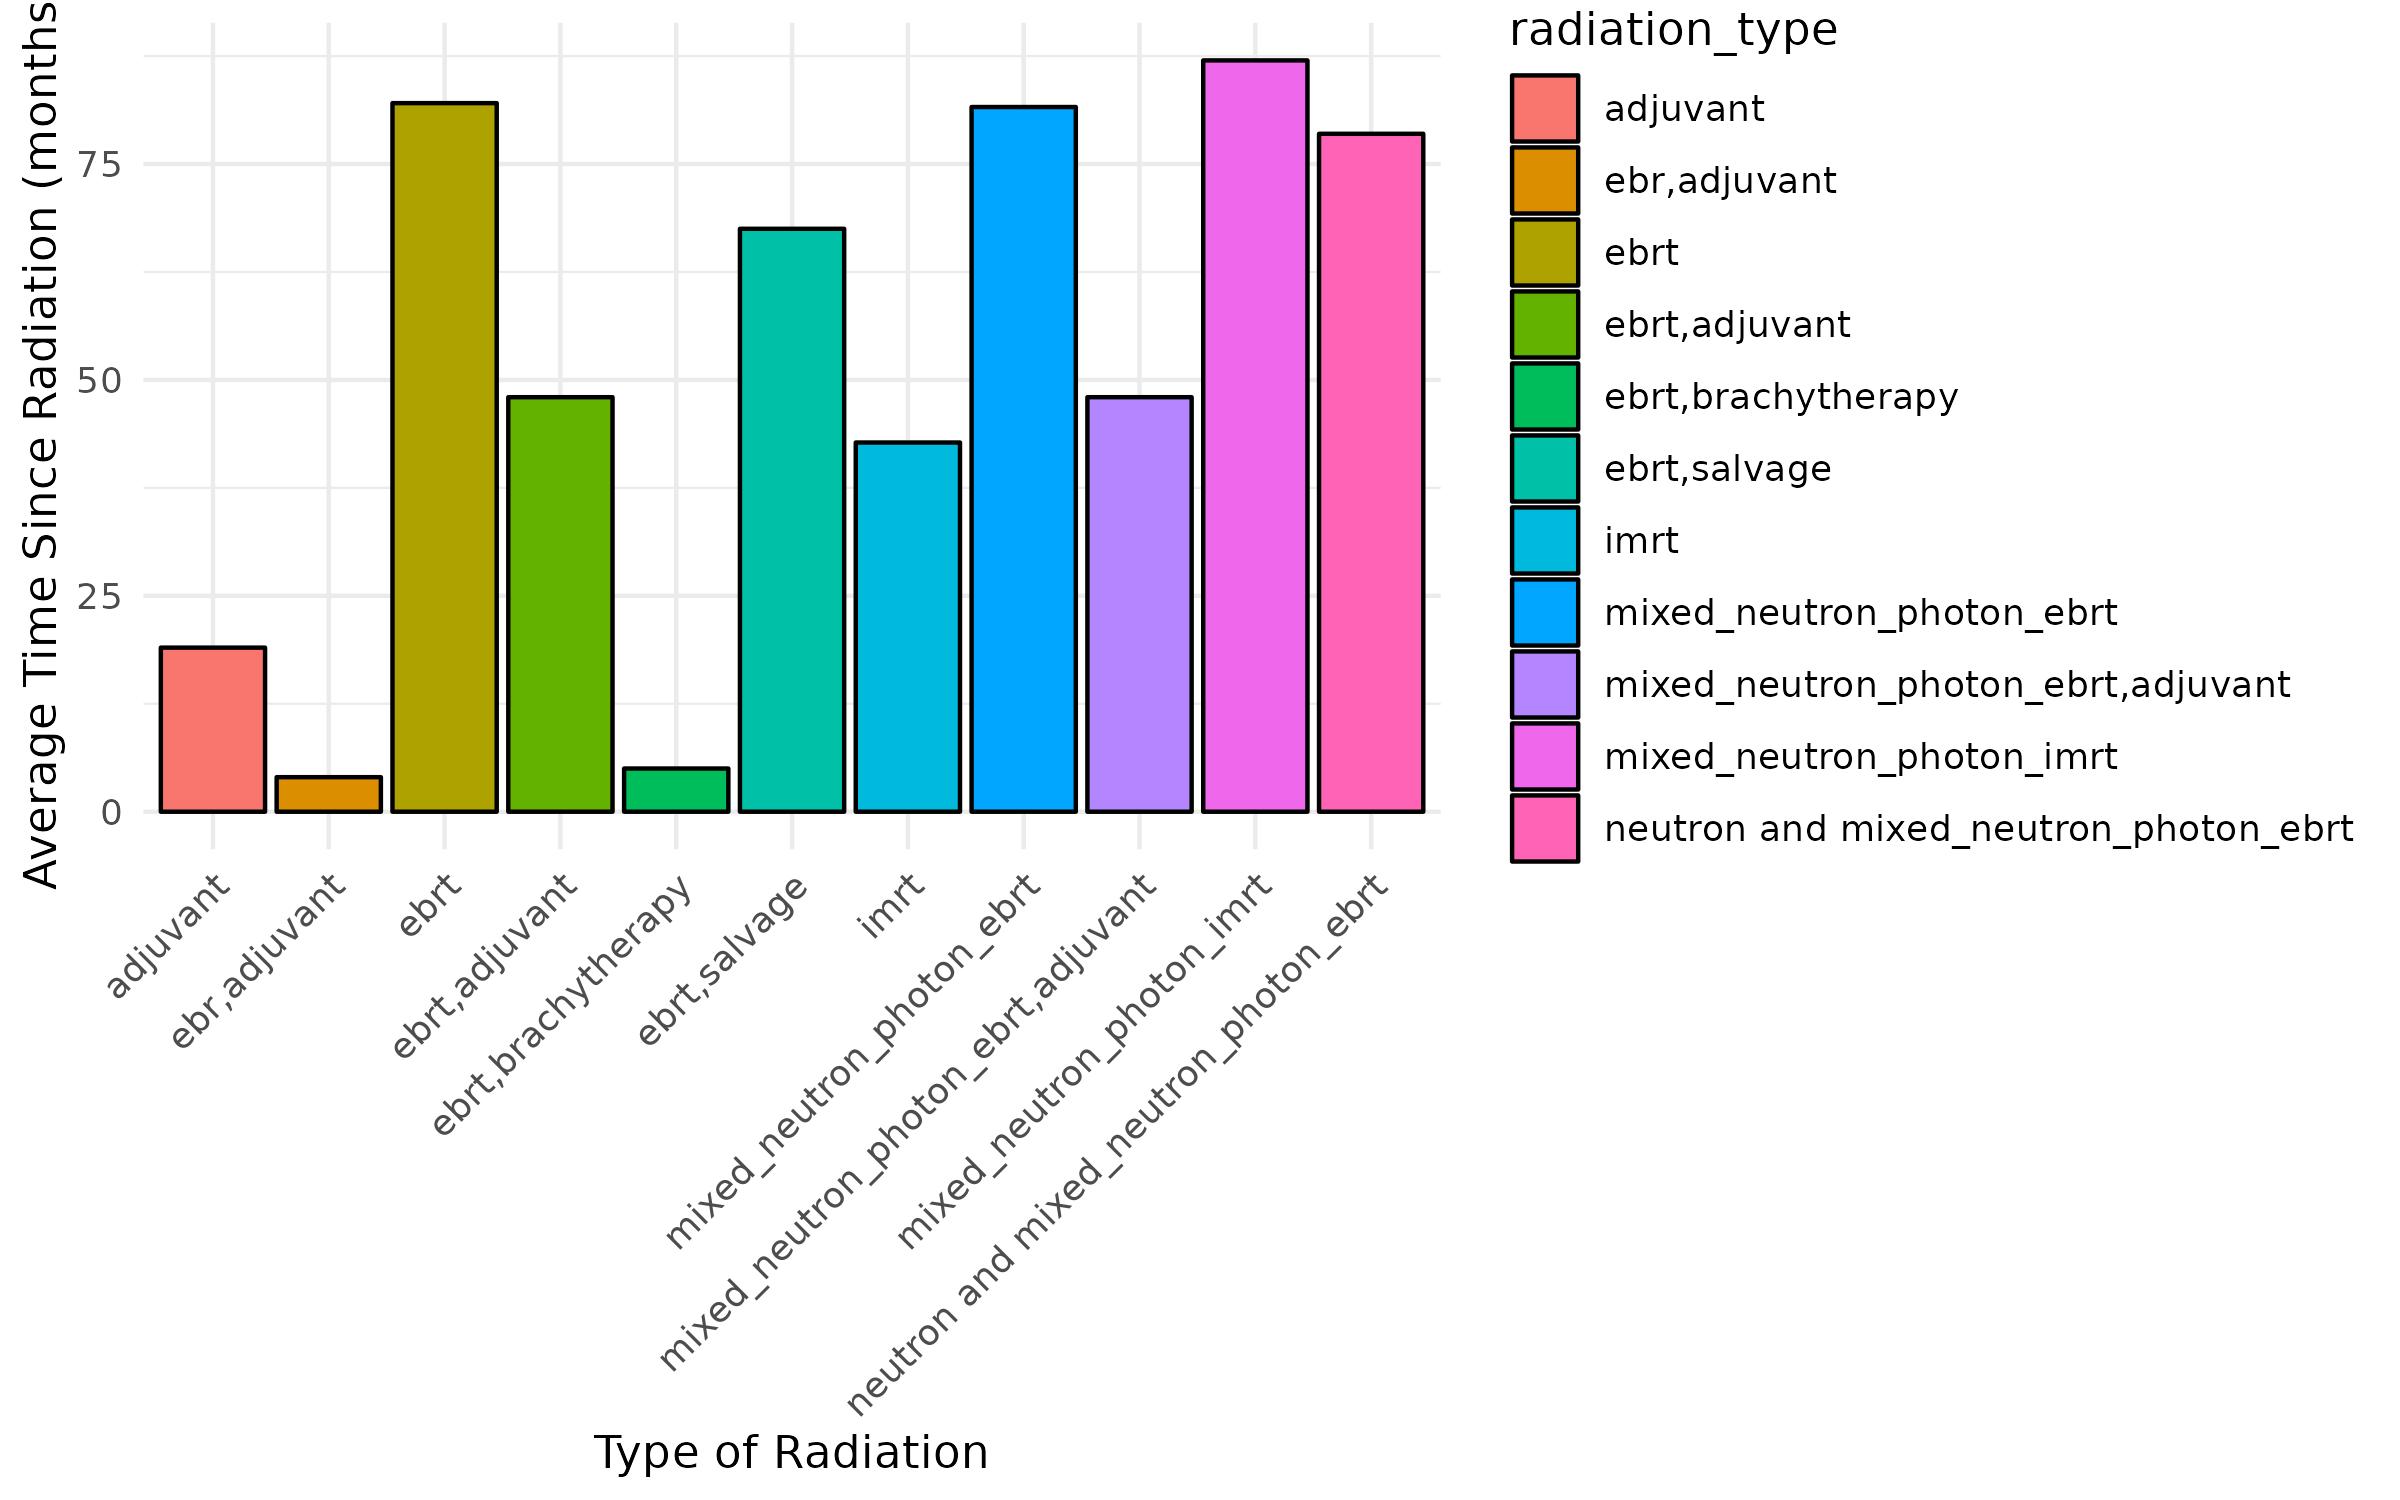 Average Time Since Radiation (months
75
50
25
0
adjuvant
ebr,adjuvant
ebrt
ebrt,adjuvant
ebrt,brachytherapy
ebrt,salvage
imrt
mixed_neutron_photon_ebrt
mixed_neutron_photon_ebrt,adjuvant
mixed_neutron_photon_imrt
neutron and mixed_neutron_photon_ebrt
Type of Radiation
radiation_type
adjuvant
ebr,adjuvant
ebrt
ebrt,adjuvant
ebrt,brachytherapy
ebrt,salvage
imrt
mixed_neutron_photon_ebrt
mixed_neutron_photon_ebrt,adjuvant
mixed_neutron_photon_imrt
neutron and mixed_neutron_photon_ebrt